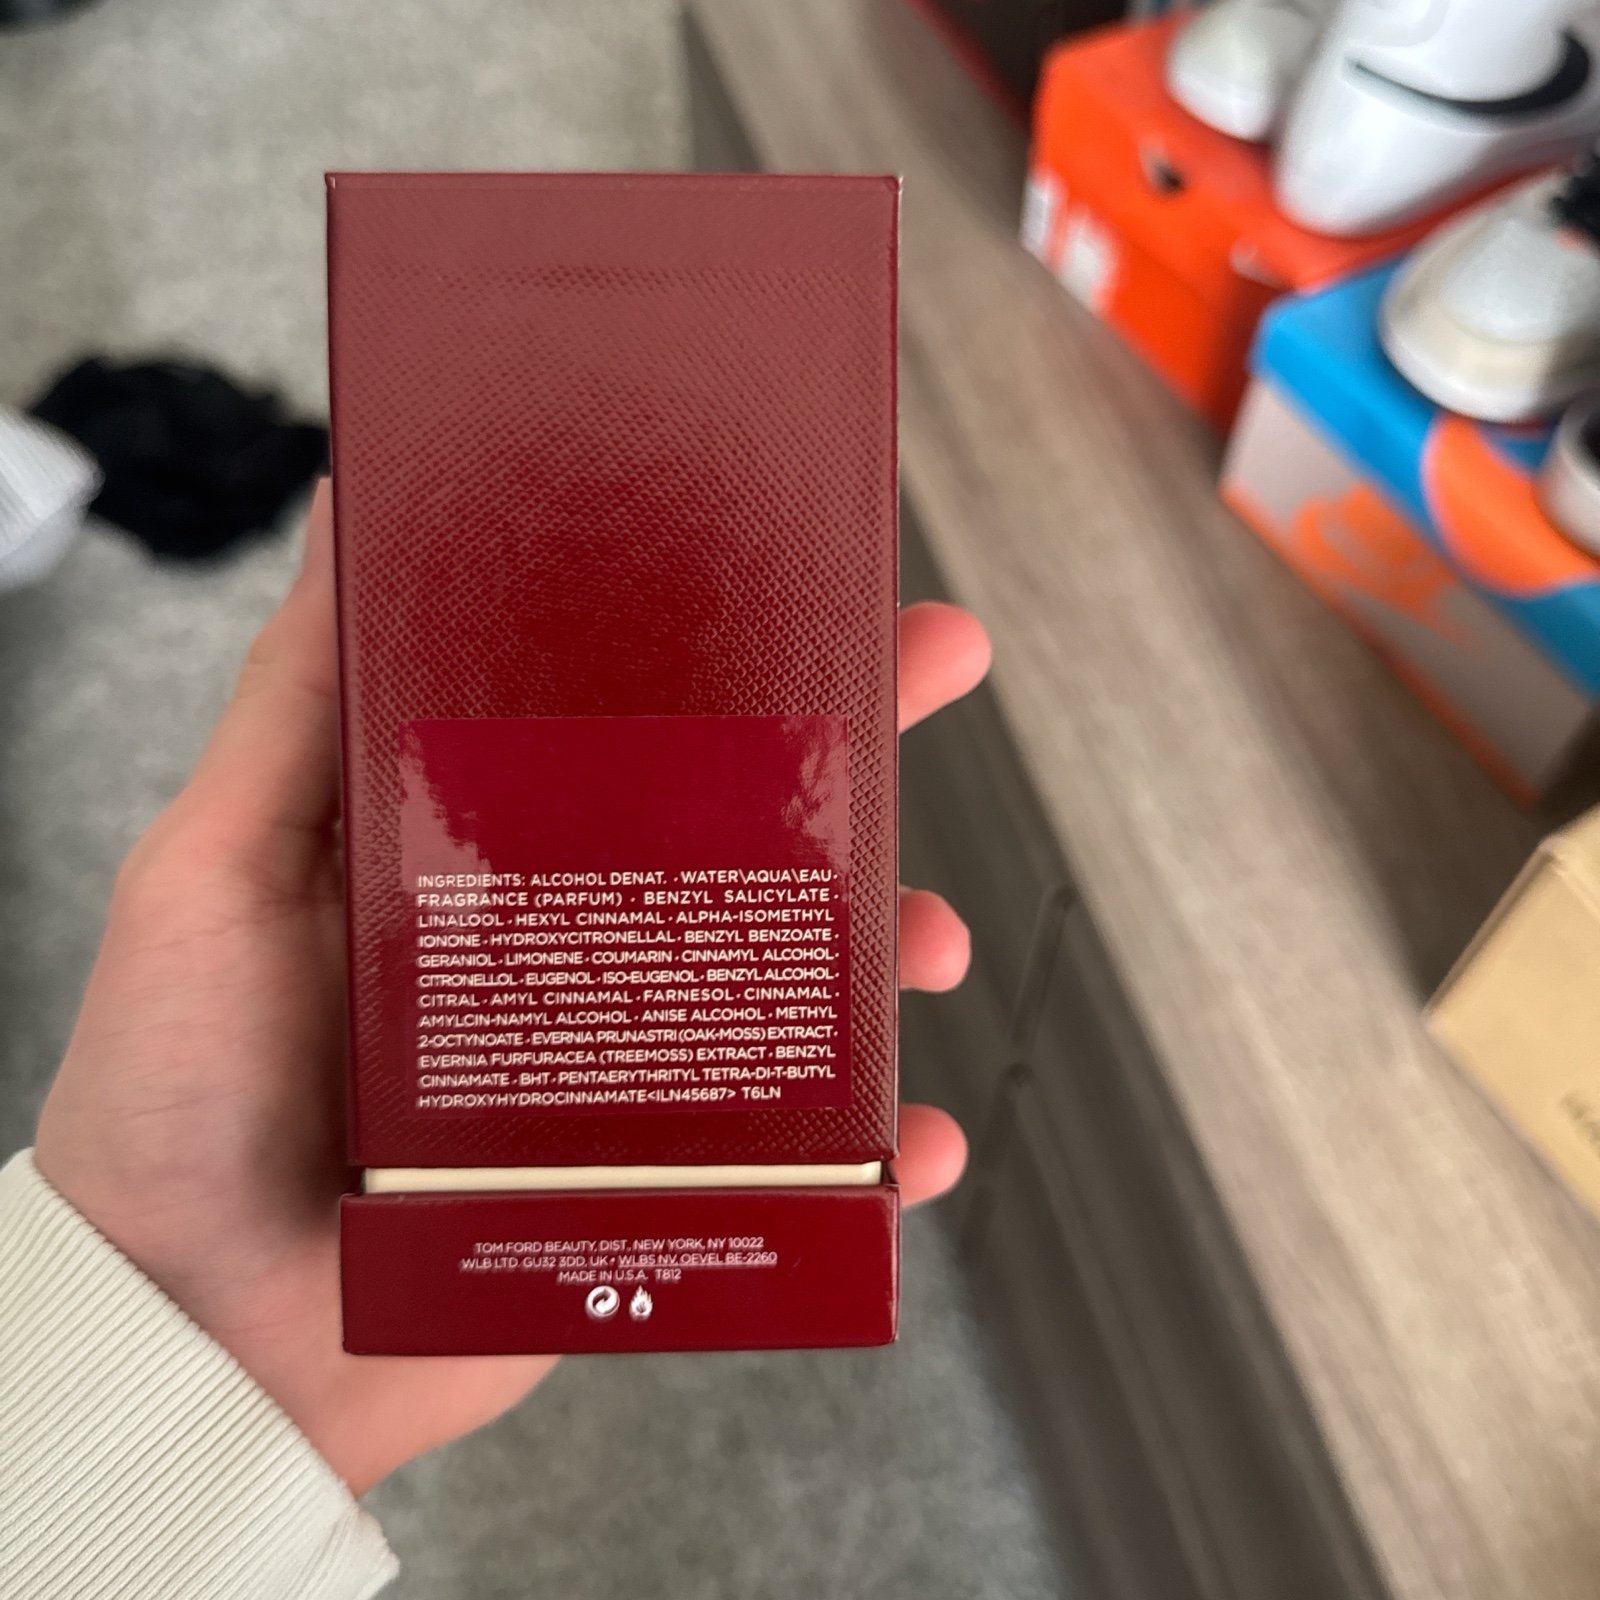 INGREDIENTS: ALCOHOL DENAT. · WATER\AQUA\EAU ·
FRAGRANCE (PARFUM) · BENZYL SALICYLATE ·
LINALOOL · HEXYL CINNAMAL · ALPHA-ISOMETHYL
IONONE · HYDROXYCITRONELLAL · BENZYL BENZOATE ·
GERANIOL · LIMONENE · COUMARIN · CINNAMYL ALCOHOL ·
CITRONELLOL · EUGENOL · ISO-EUGENOL · BENZYL ALCOHOL ·
CITRAL · AMYL CINNAMAL · FARNESOL · CINNAMAL ·
AMYLCIN-NAMYL ALCOHOL · ANISE ALCOHOL · METHYL
2-OCTYNOATE · EVERNIA PRUNASTRI (OAK-MOSS) EXTRACT ·
EVERNIA FURFURACEA (TREEMOSS) EXTRACT · BENZYL
CINNAMATE · BHT · PENTAERYTHRITYL TETRA-DI-T-BUTYL
HYDROXYHYDROCINNAMATE<ILN45687> T6LN
TOM FORD BEAUTY, DIST., NEW YORK, NY 10022
WLB LTD. GU32 3DD, UK • WLBS NV, OEVEL BE-2260
MADE IN U.S.A. T812